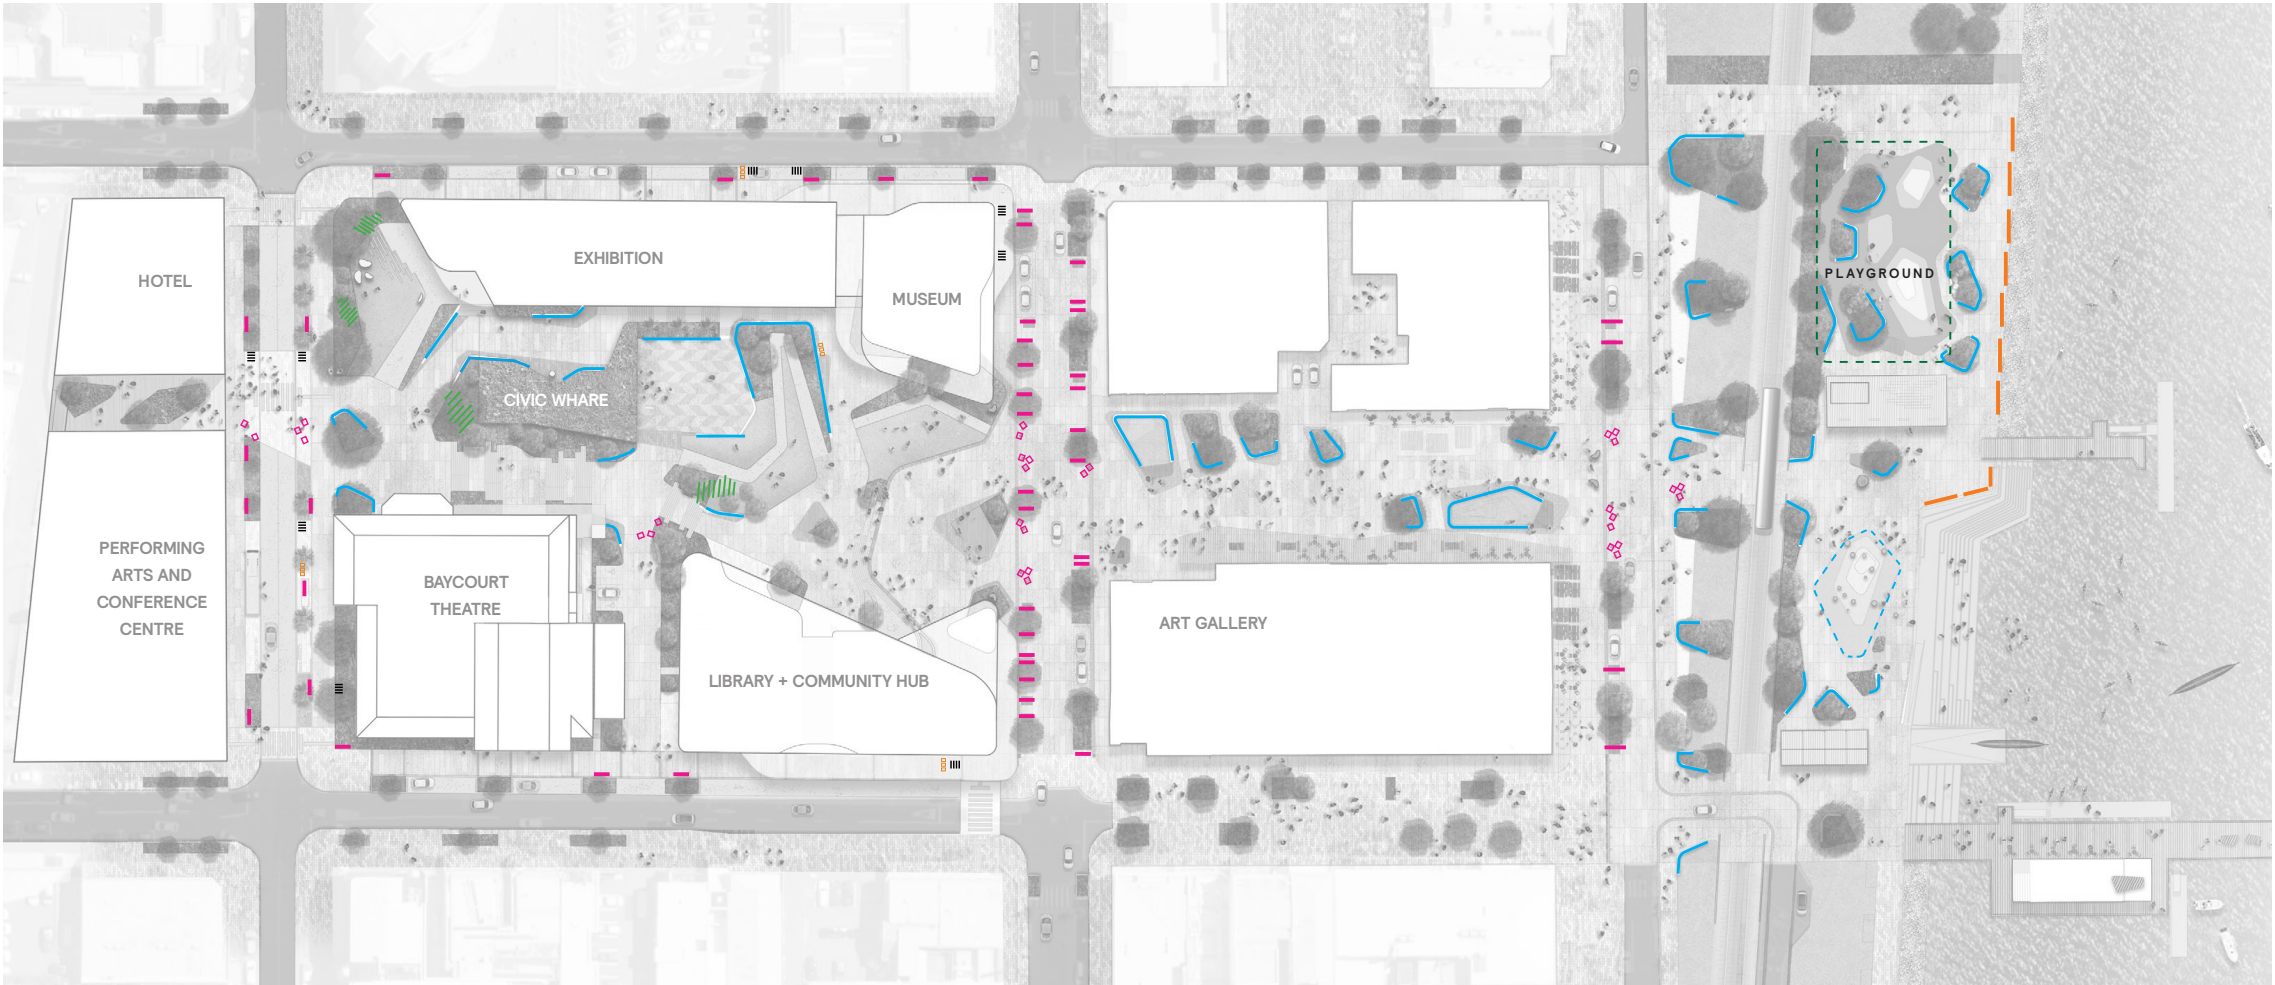 EXHIBITION
HOTEL
MUSEUM
PLAYGROUND
CIVIC WHARE
PERFORMING
ARTS AND
CONFERENCE
CENTRE
BAYCOURT
THEATRE
ART GALLERY
LIBRARY + COMMUNITY HUB